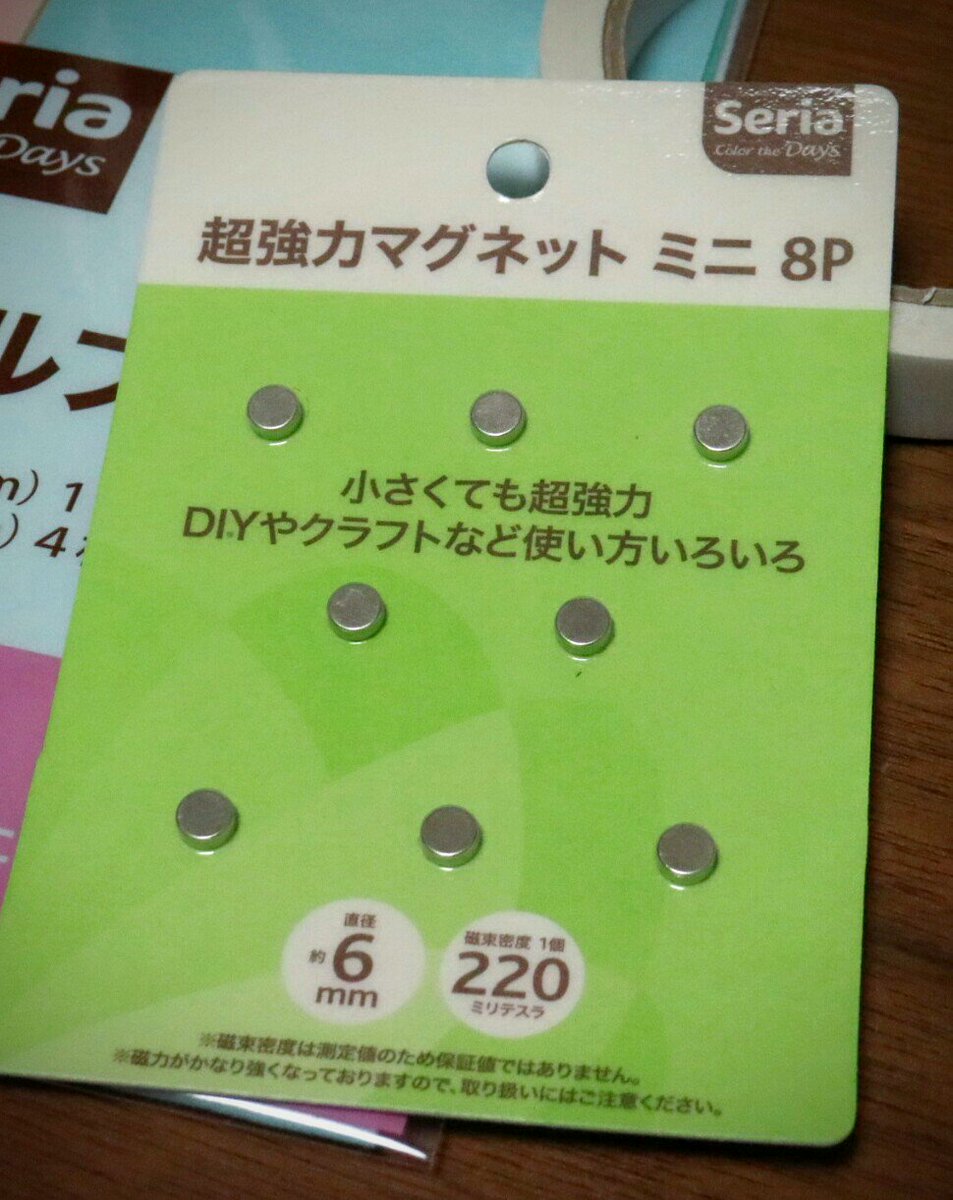 Seria
Color the Days
超強力マグネット ミニ 8P
小さくても超強力
DIYやクラフトなど使い方いろいろ
直径
約6
mm
磁束密度 1個
220
ミリテスラ
※磁束密度は測定値のため保証値ではありません。
※磁力がかなり強くなっておりますので、取り扱いにはご注意ください。
ria
Days
) 1
) 4